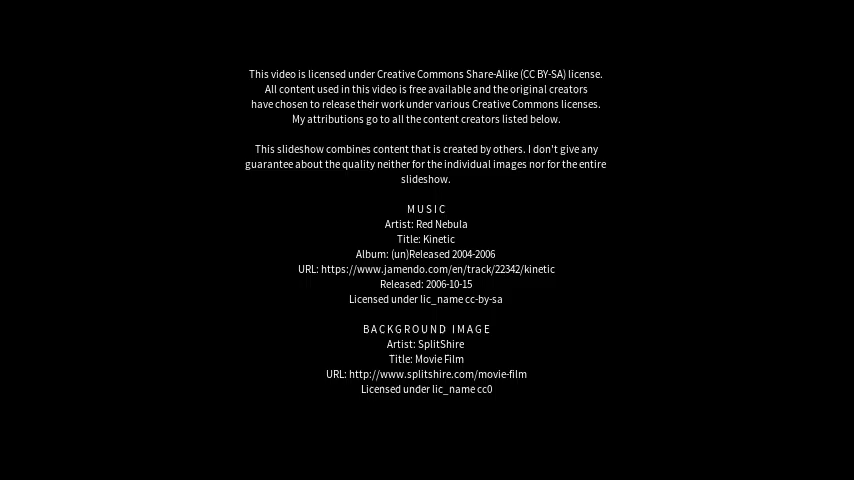 This video is licensed under Creative Commons Share-Alike (CC BY-SA) license.
All content used in this video is free available and the original creators
have chosen to release their work under various Creative Commons licenses.
My attributions go to all the content creators listed below.
This slideshow combines content that is created by others. I don't give any
guarantee about the quality neither for the individual images nor for the entire
slideshow.
MUSIC
Artist: Red Nebula
Title: Kinetic
Album: (un)Released 2004-2006
URL: https://www.jamendo.com/en/track/22342/kinetic
Released: 2006-10-15
Licensed under lic_name cc-by-sa
BACKGROUND IMAGE
Artist: SplitShire
Title: Movie Film
URL: http://www.splitshire.com/movie-film
Licensed under lic_name cc0